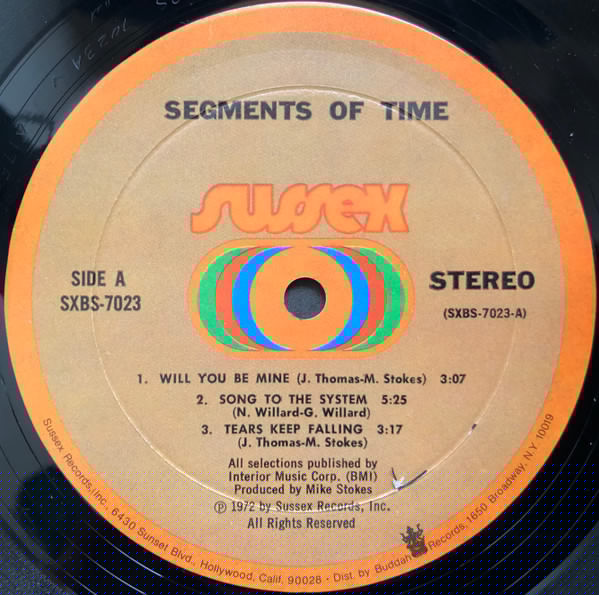 SEGMENTS OF TIME
sussex
SIDE A
SXBS-7023
STEREO
(SXBS-7023-A)
1. WILL YOU BE MINE (J. Thomas-M. Stokes) 3:07
2. SONG TO THE SYSTEM 5:25
(N. Willard-G. Willard)
3. TEARS KEEP FALLING 3:17
(J. Thomas-M. Stokes)
All selections published by
Interior Music Corp. (BMI)
Produced by Mike Stokes
℗ 1972 by Sussex Records, Inc.
All Rights Reserved
Sussex Records, Inc., 6430 Sunset Blvd., Hollywood, Calif. 90028 - Dist. by Buddah Records, 1650 Broadway, N.Y. 10019